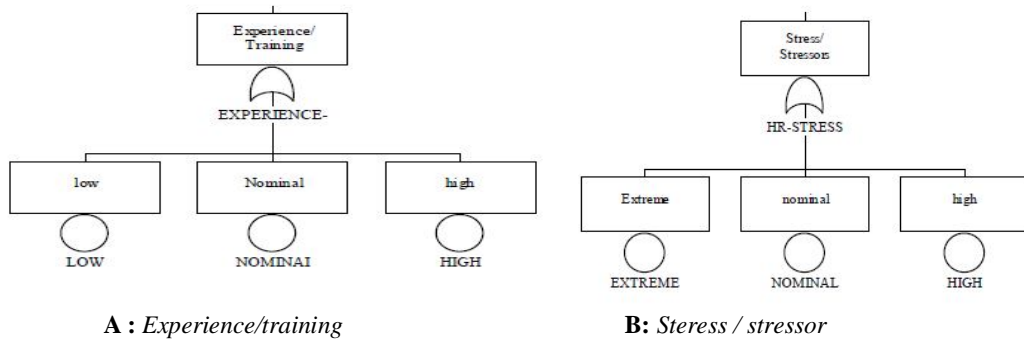 Experience/
Training
EXPERIENCE-
low
Nominal
high
LOW
NOMINAI
HIGH
A : Experience/training
Stress/
Stressors
HR-STRESS
Extreme
nominal
high
EXTREME
NOMINAL
HIGH
B: Steress / stressor